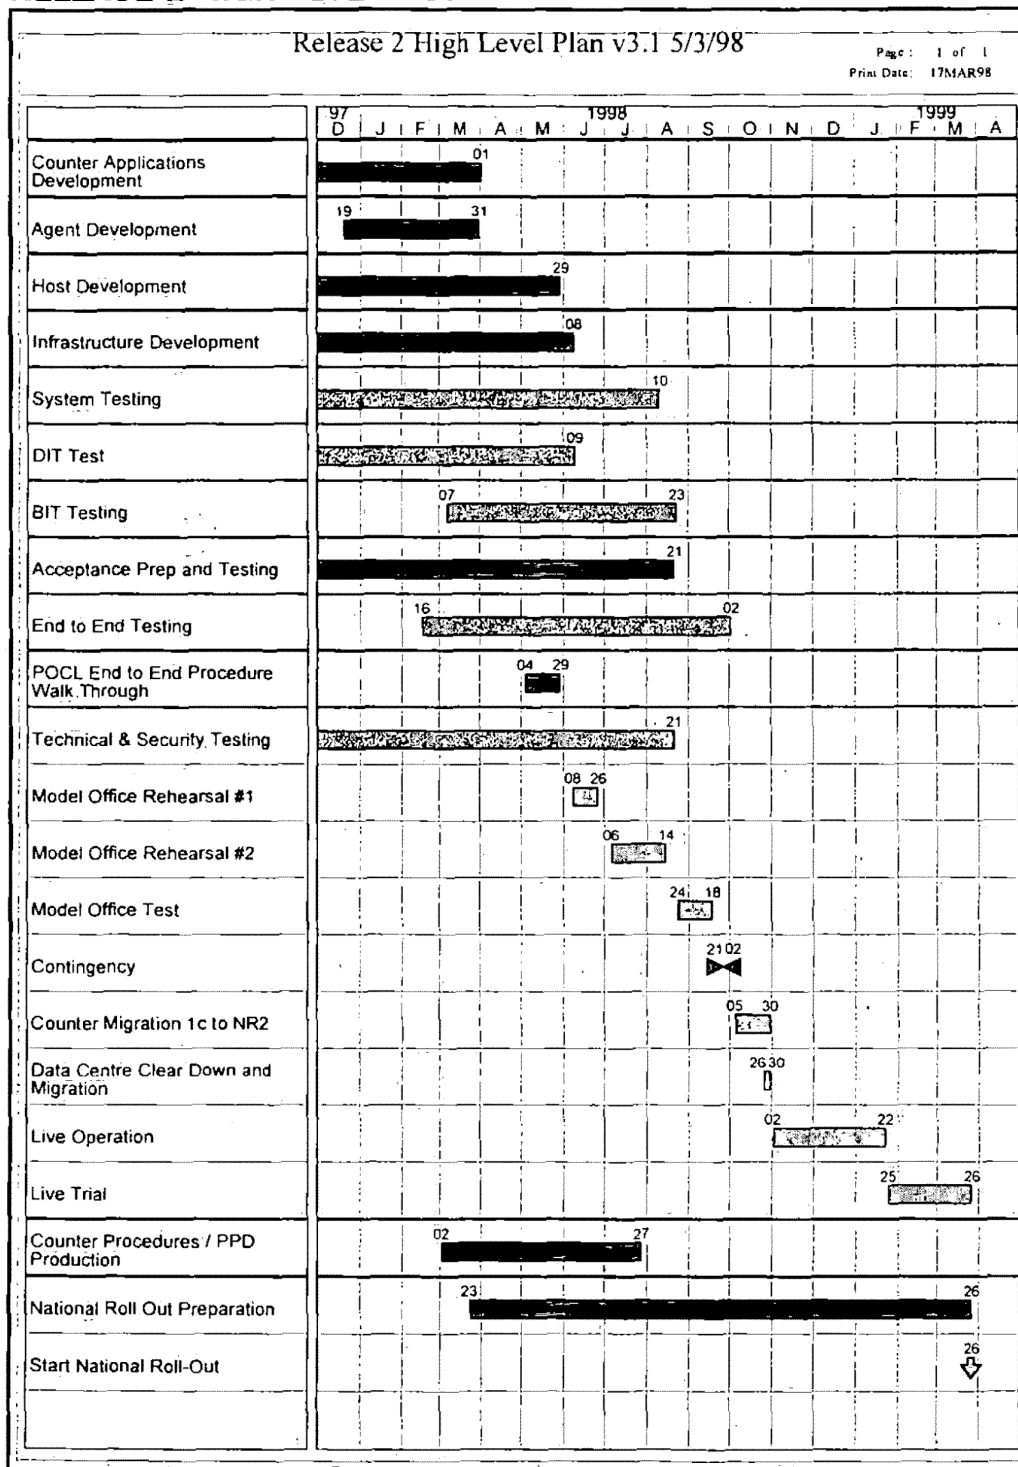 Release 2 High Level Plan v3.1 5/3/98
Page : 1 of 1
Print Date: 17MAR98
97 1998 1999
D J F M A M J J A S O N D J F M A
Counter Applications
Development
01
Agent Development
19 31
Host Development
29
Infrastructure Development
08
System Testing
10
DIT Test
09
BIT Testing
07 23
Acceptance Prep and Testing
21
End to End Testing
16 02
POCL End to End Procedure
Walk Through
04 29
Technical & Security Testing
21
Model Office Rehearsal #1
08 26
Model Office Rehearsal #2
06 14
Model Office Test
24 18
Contingency
21 02
Counter Migration 1c to NR2
05 30
Data Centre Clear Down and
Migration
26 30
Live Operation
02 22
Live Trial
25 26
Counter Procedures / PPD
Production
02 27
National Roll Out Preparation
23 26
Start National Roll-Out
26